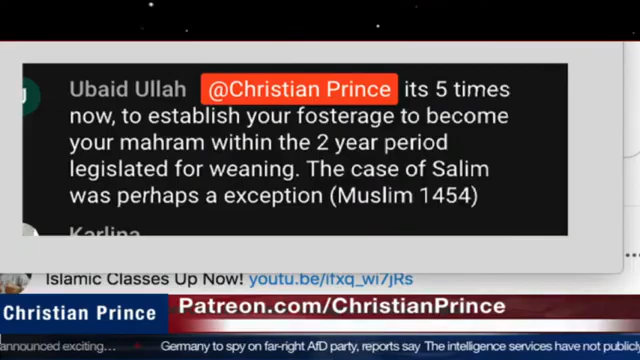 Ubaid Ullah @Christian Prince its 5 times
now, to establish your fosterage to become
your mahram within the 2 year period
legislated for weaning. The case of Salim
was perhaps a exception (Muslim 1454)
Karlina
Islamic Classes Up Now! youtu.be/ifxq_wi7jRs
Christian Prince
Patreon.com/ChristianPrince
announced exciting... Germany to spy on far-right AfD party, reports say The intelligence services have not publicly